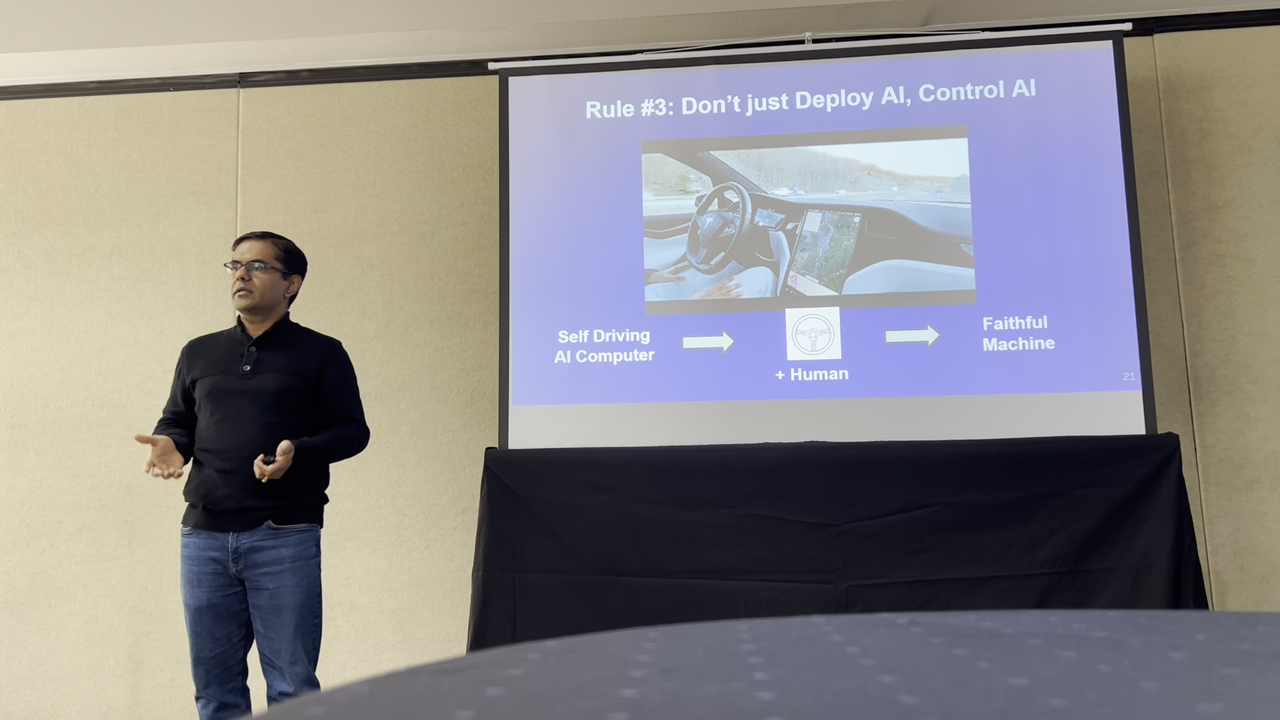 Rule #3: Don't just Deploy AI, Control AI
Self Driving
AI Computer
+ Human
Faithful
Machine
21